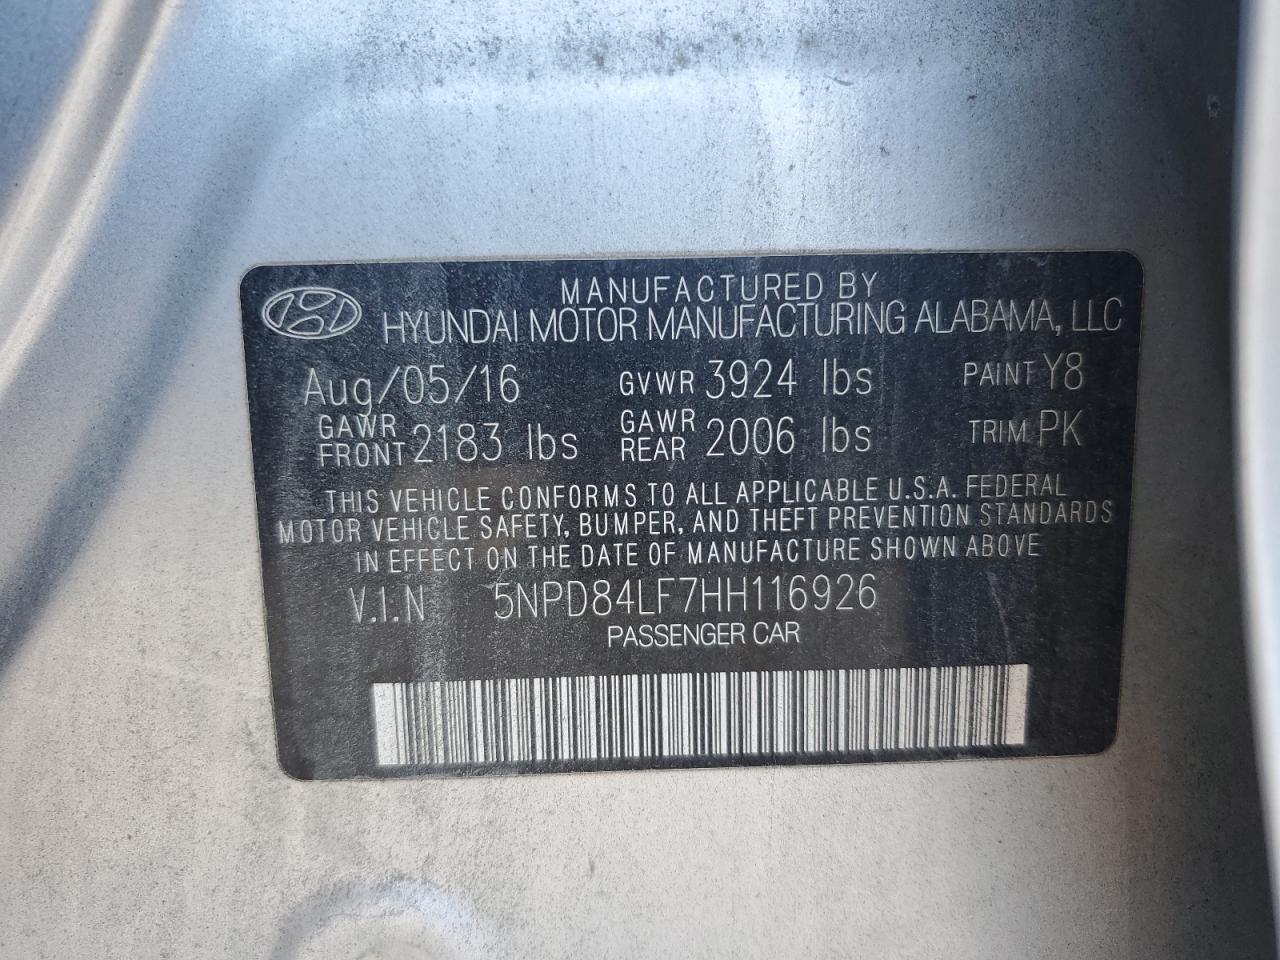 MANUFACTURED BY
HYUNDAI MOTOR MANUFACTURING ALABAMA, LLC
Aug/05/16 GVWR 3924 lbs PAINT Y8
GAWR FRONT 2183 lbs GAWR REAR 2006 lbs TRIM PK
THIS VEHICLE CONFORMS TO ALL APPLICABLE U.S.A. FEDERAL
MOTOR VEHICLE SAFETY, BUMPER, AND THEFT PREVENTION STANDARDS
IN EFFECT ON THE DATE OF MANUFACTURE SHOWN ABOVE
V.I.N 5NPD84LF7HH116926
PASSENGER CAR